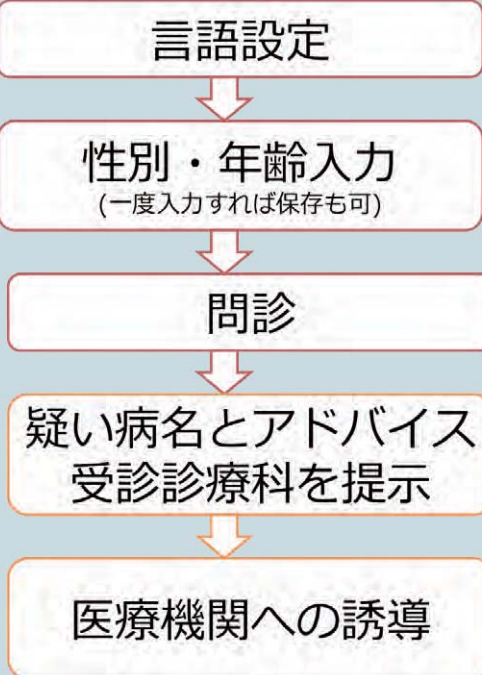 言語設定
性別・年齢入力
(一度入力すれば保存も可)
問診
疑い病名とアドバイス
受診診療科を提示
医療機関への誘導